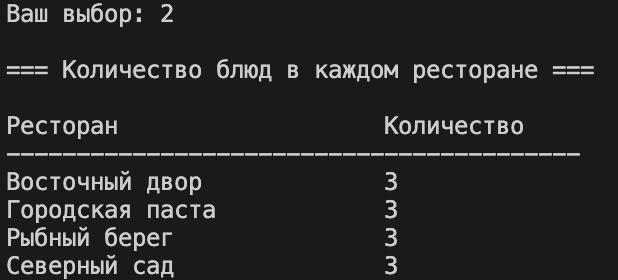 Ваш выбор: 2
=== Количество блюд в каждом ресторане ===
Ресторан Количество
-----------------------------------------
Восточный двор 3
Городская паста 3
Рыбный берег 3
Северный сад 3